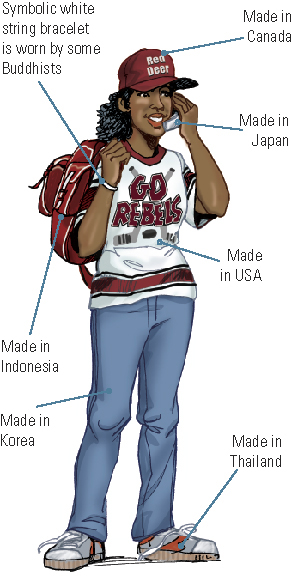 Symbolic white
string bracelet
is worn by some
Buddhists
Made in
Canada
Red
Deer
Made in
Japan
GO
REBELS
Made
in USA
Made in
Indonesia
Made in
Korea
Made in
Thailand